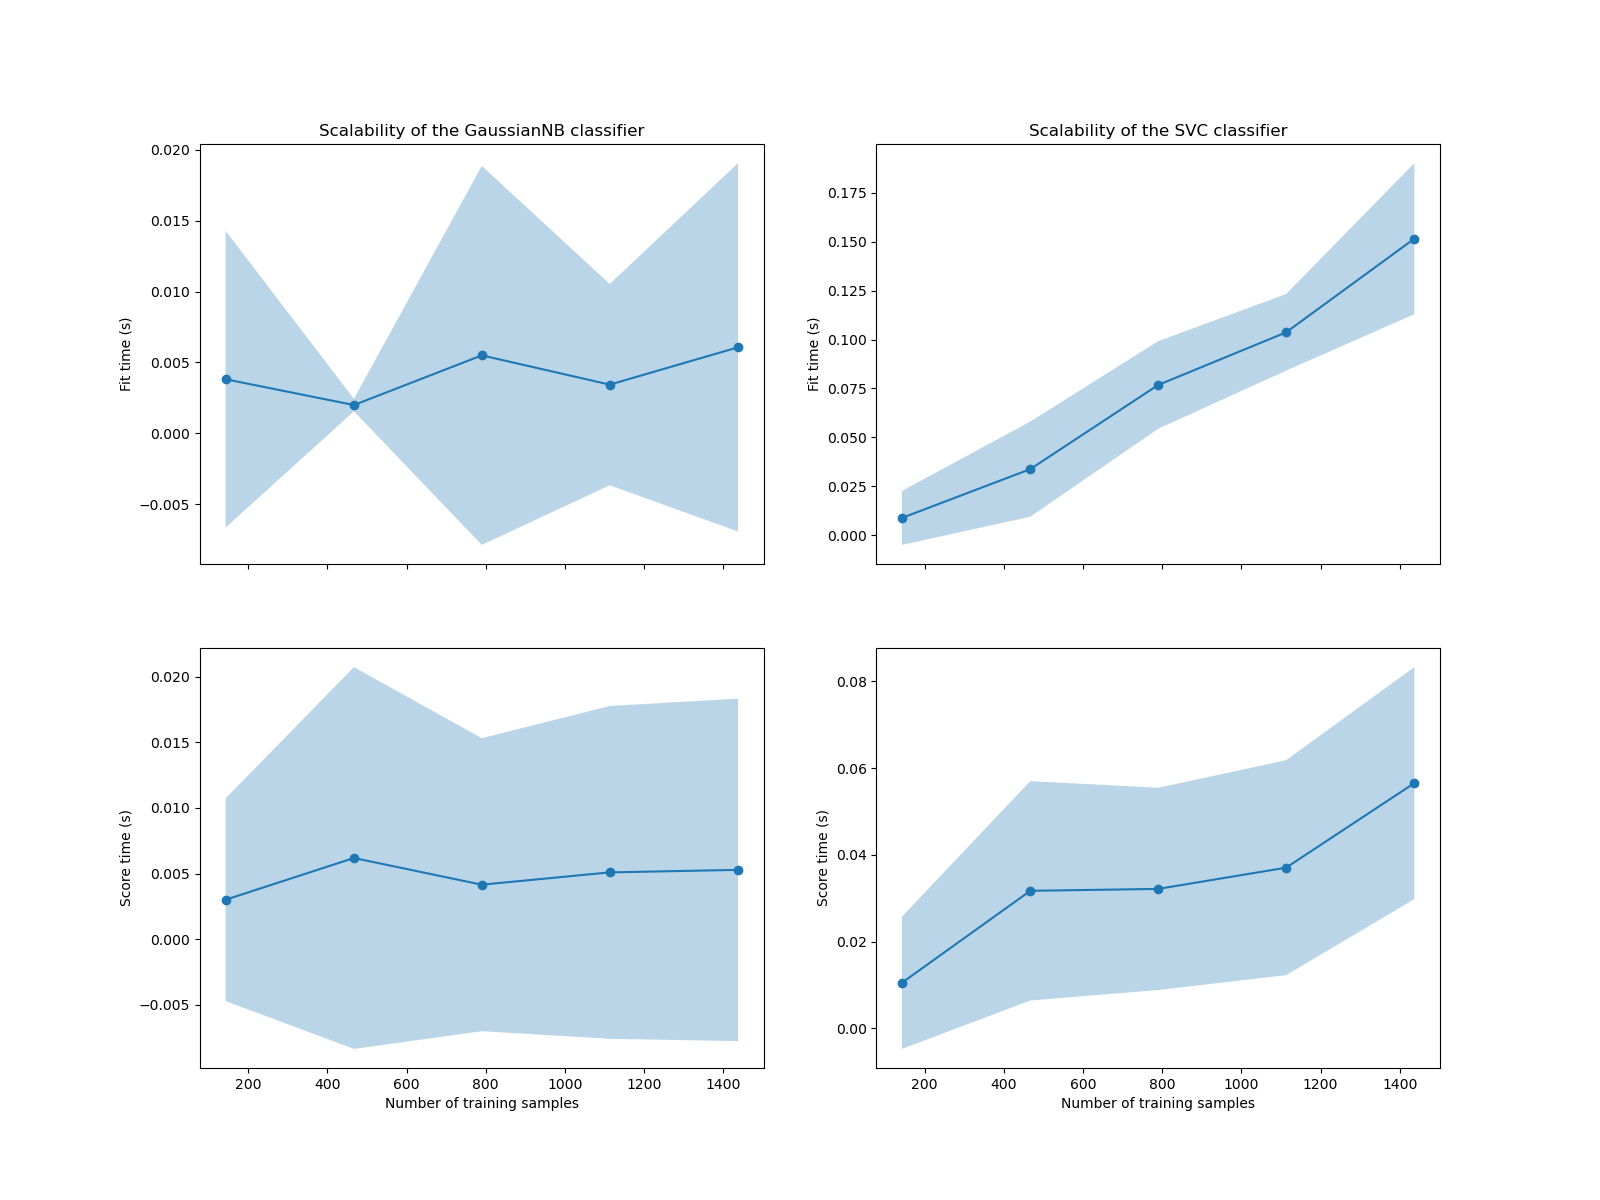 Scalability of the GaussianNB classifier
0.020
0.015
0.010
0.005
0.000
−0.005
Fit time (s)
Scalability of the SVC classifier
0.175
0.150
0.125
0.100
0.075
0.050
0.025
0.000
Fit time (s)
0.020
0.015
0.010
0.005
0.000
−0.005
Score time (s)
200 400 600 800 1000 1200 1400
Number of training samples
0.08
0.06
0.04
0.02
0.00
Score time (s)
200 400 600 800 1000 1200 1400
Number of training samples